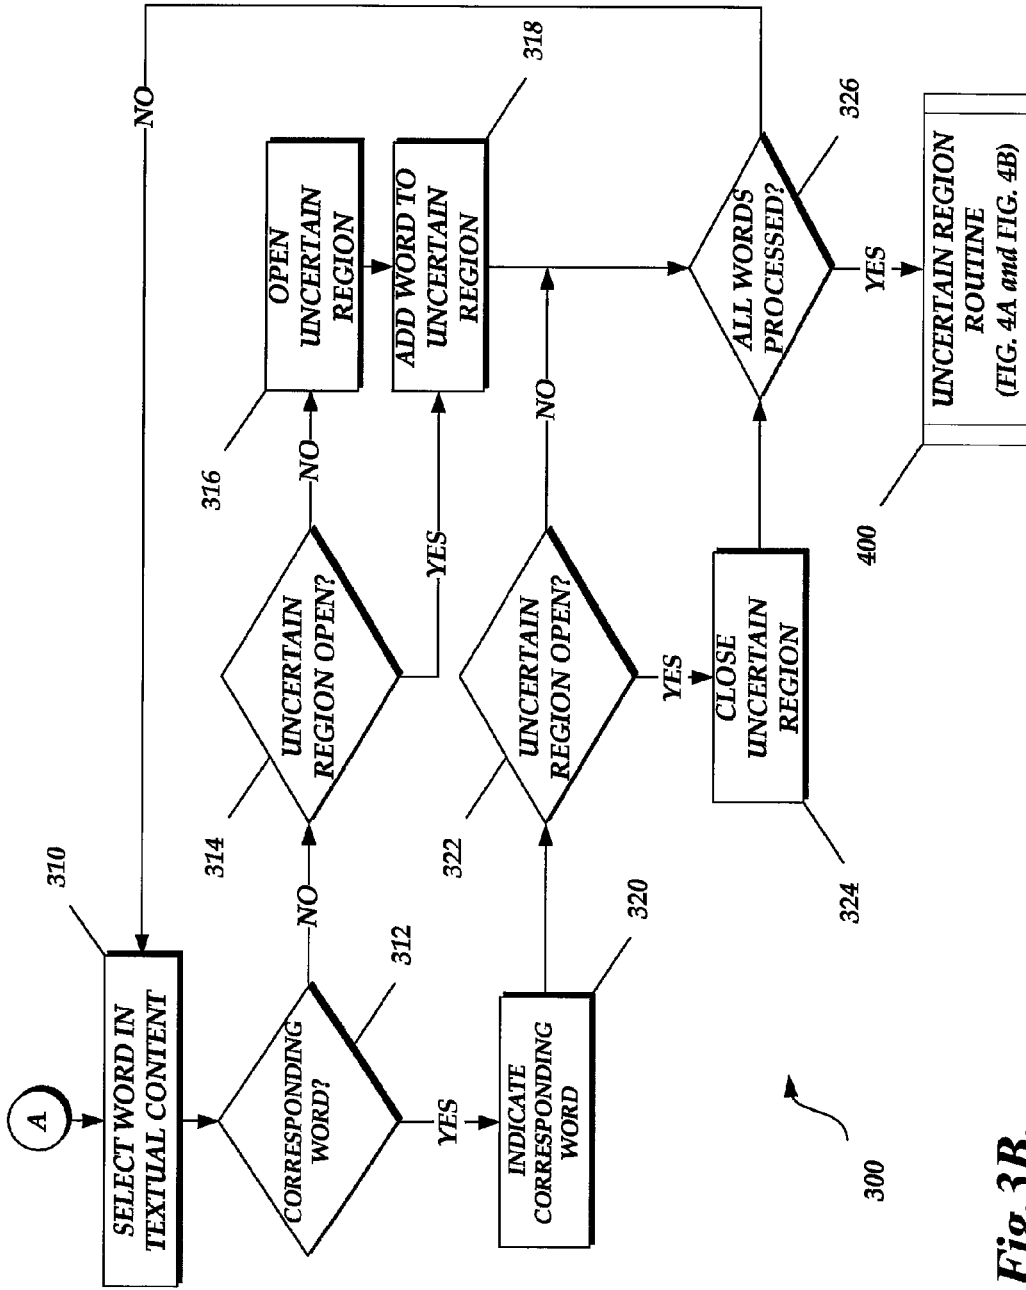 A
310
SELECT WORD IN
TEXTUAL CONTENT
NO
CORRESPONDING
WORD?
312
NO
YES
314
UNCERTAIN
REGION OPEN?
NO
YES
316
OPEN
UNCERTAIN
REGION
318
ADD WORD TO
UNCERTAIN
REGION
INDICATE
CORRESPONDING
WORD
320
322
UNCERTAIN
REGION OPEN?
NO
YES
CLOSE
UNCERTAIN
REGION
324
ALL WORDS
PROCESSED?
326
YES
400
UNCERTAIN REGION
ROUTINE
(FIG. 4A and FIG. 4B)
300
Fig. 3B.